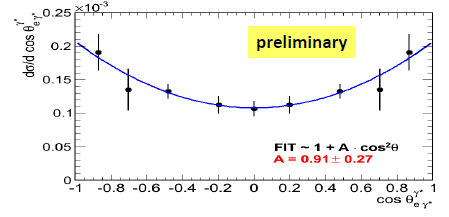 ×10⁻³
0.25
0.2
0.15
0.1
0.05
0
dσ/d cos θ e γ* γ*
preliminary
FIT ~ 1 + A · cos²θ
A = 0.91 ± 0.27
-1 -0.8 -0.6 -0.4 -0.2 0 0.2 0.4 0.6 0.8 1
cos θ e γ* γ*